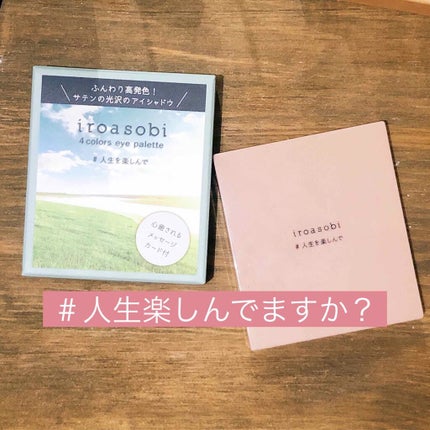 ふんわり高発色!
サテンの光沢のアイシャドウ
iroasobi
4 colors eye palette
# 人生を楽しんで
心癒される
メッセージ
カード付
iroasobi
# 人生を楽しんで
# 人生楽しんでますか?